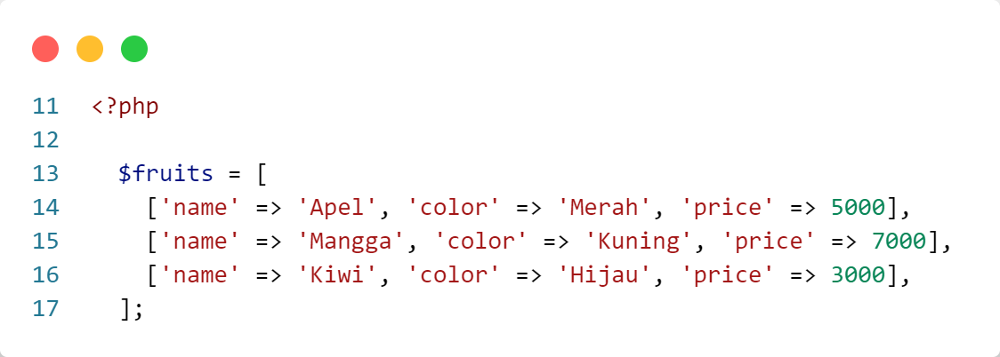 11 <?php
12
13 $fruits = [
14 ['name' => 'Apel', 'color' => 'Merah', 'price' => 5000],
15 ['name' => 'Mangga', 'color' => 'Kuning', 'price' => 7000],
16 ['name' => 'Kiwi', 'color' => 'Hijau', 'price' => 3000],
17 ];